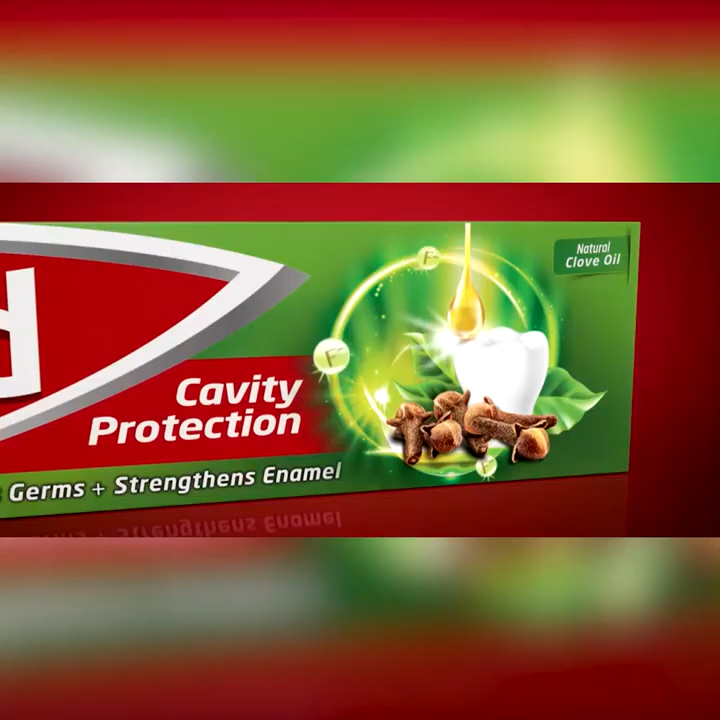 Natural
Clove Oil
F-
F-
d
Cavity
Protection
Germs + Strengthens Enamel
F-